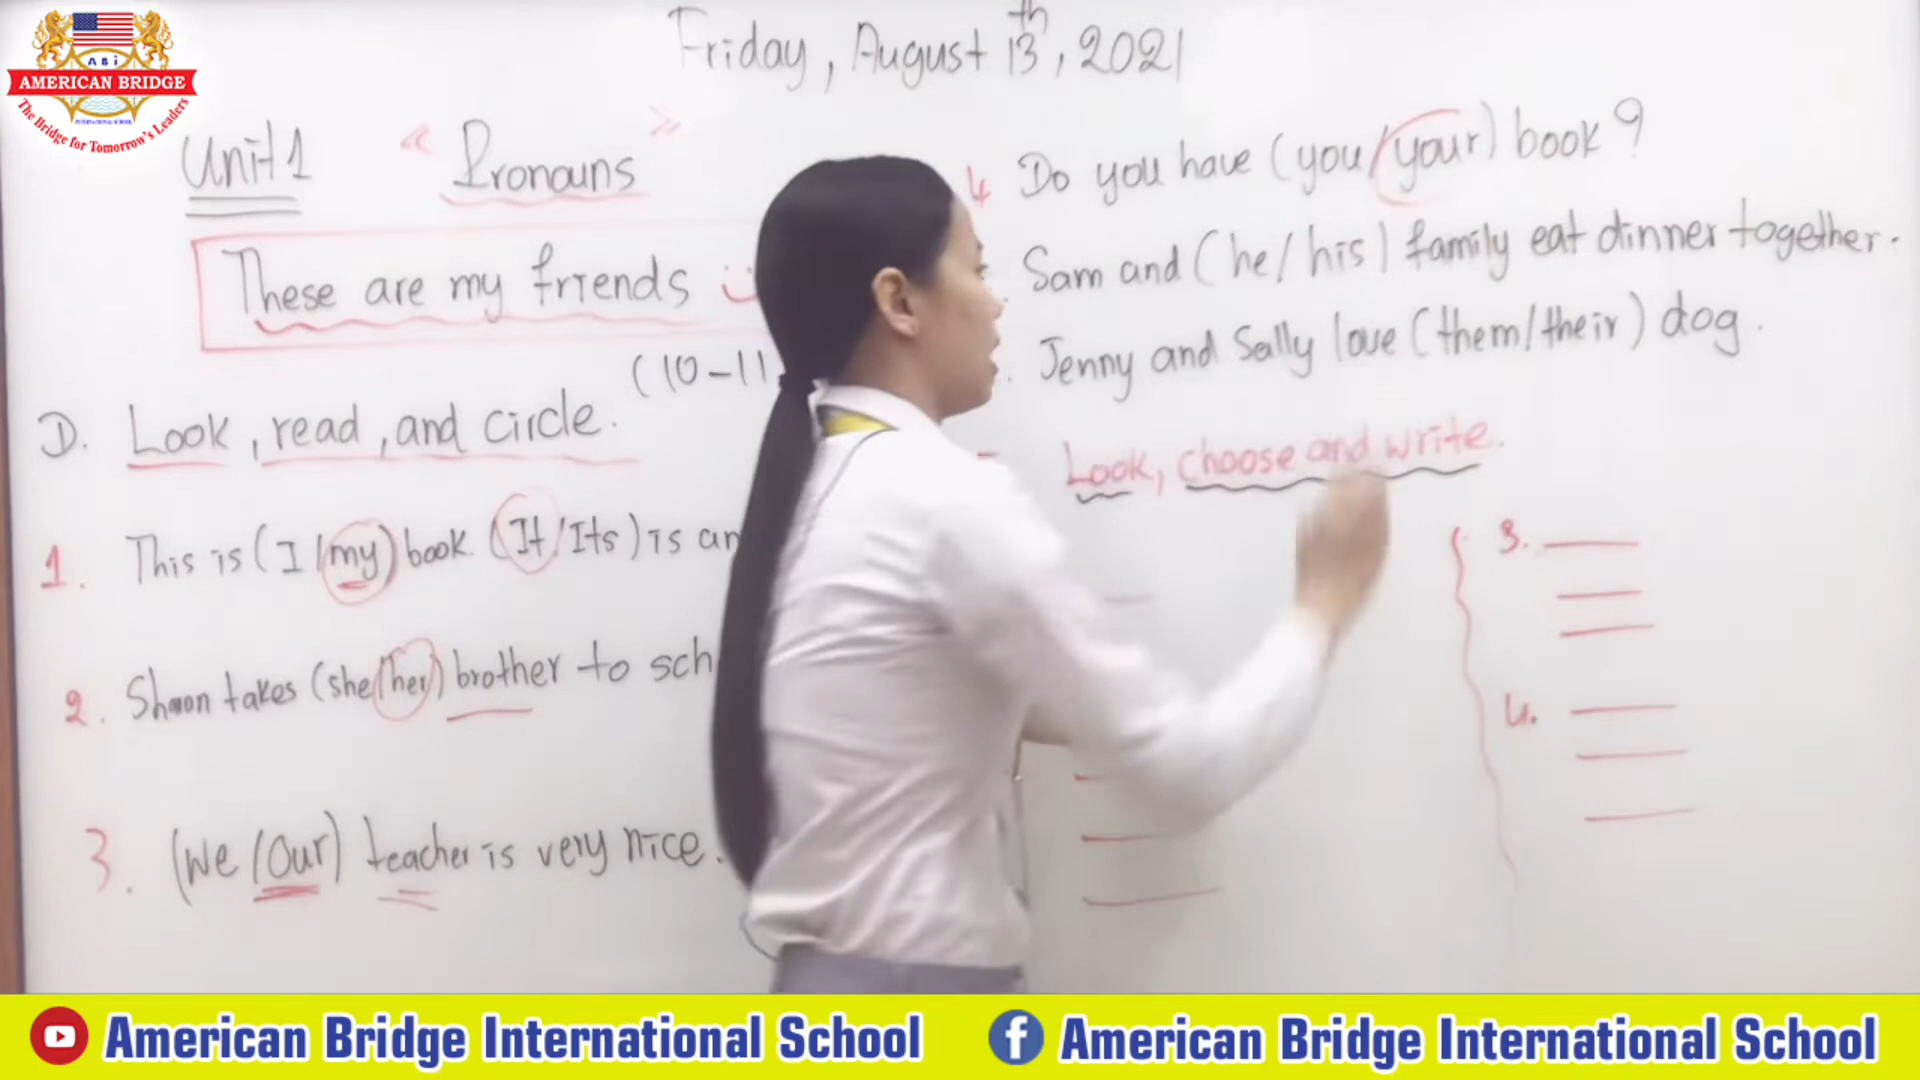 ABi
AMERICAN BRIDGE
INTERNATIONAL SCHOOL
The Bridge for Tomorrow's Leaders
Friday, August 13th, 2021
Unit 1 « Pronouns »
These are my friends
(10-11
D. Look, read, and circle.
1. This is (I / my) book. (It / Its) is an
2. takes (she/her) brother to sch
3. (We / Our) teacher is very nice.
4 Do you have (you / your) book?
Sam and (he / his) family eat dinner together.
Jenny and Sally love (them/their) dog.
Look, choose and write.
3.
4.
American Bridge International School
American Bridge International School